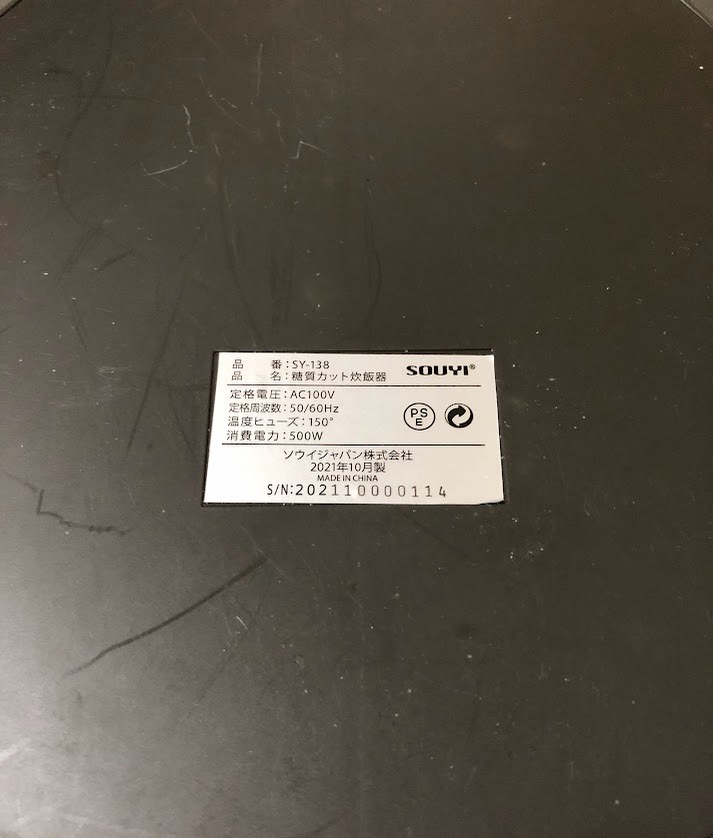 品 番：SY-138
SOUYI®
品 名：糖質カット炊飯器
定格電圧：AC100V
定格周波数：50/60Hz
温度ヒューズ：150°
消費電力：500W
PS
E
ソウイジャパン株式会社
2021年10月製
MADE IN CHINA
S/N:202110000114